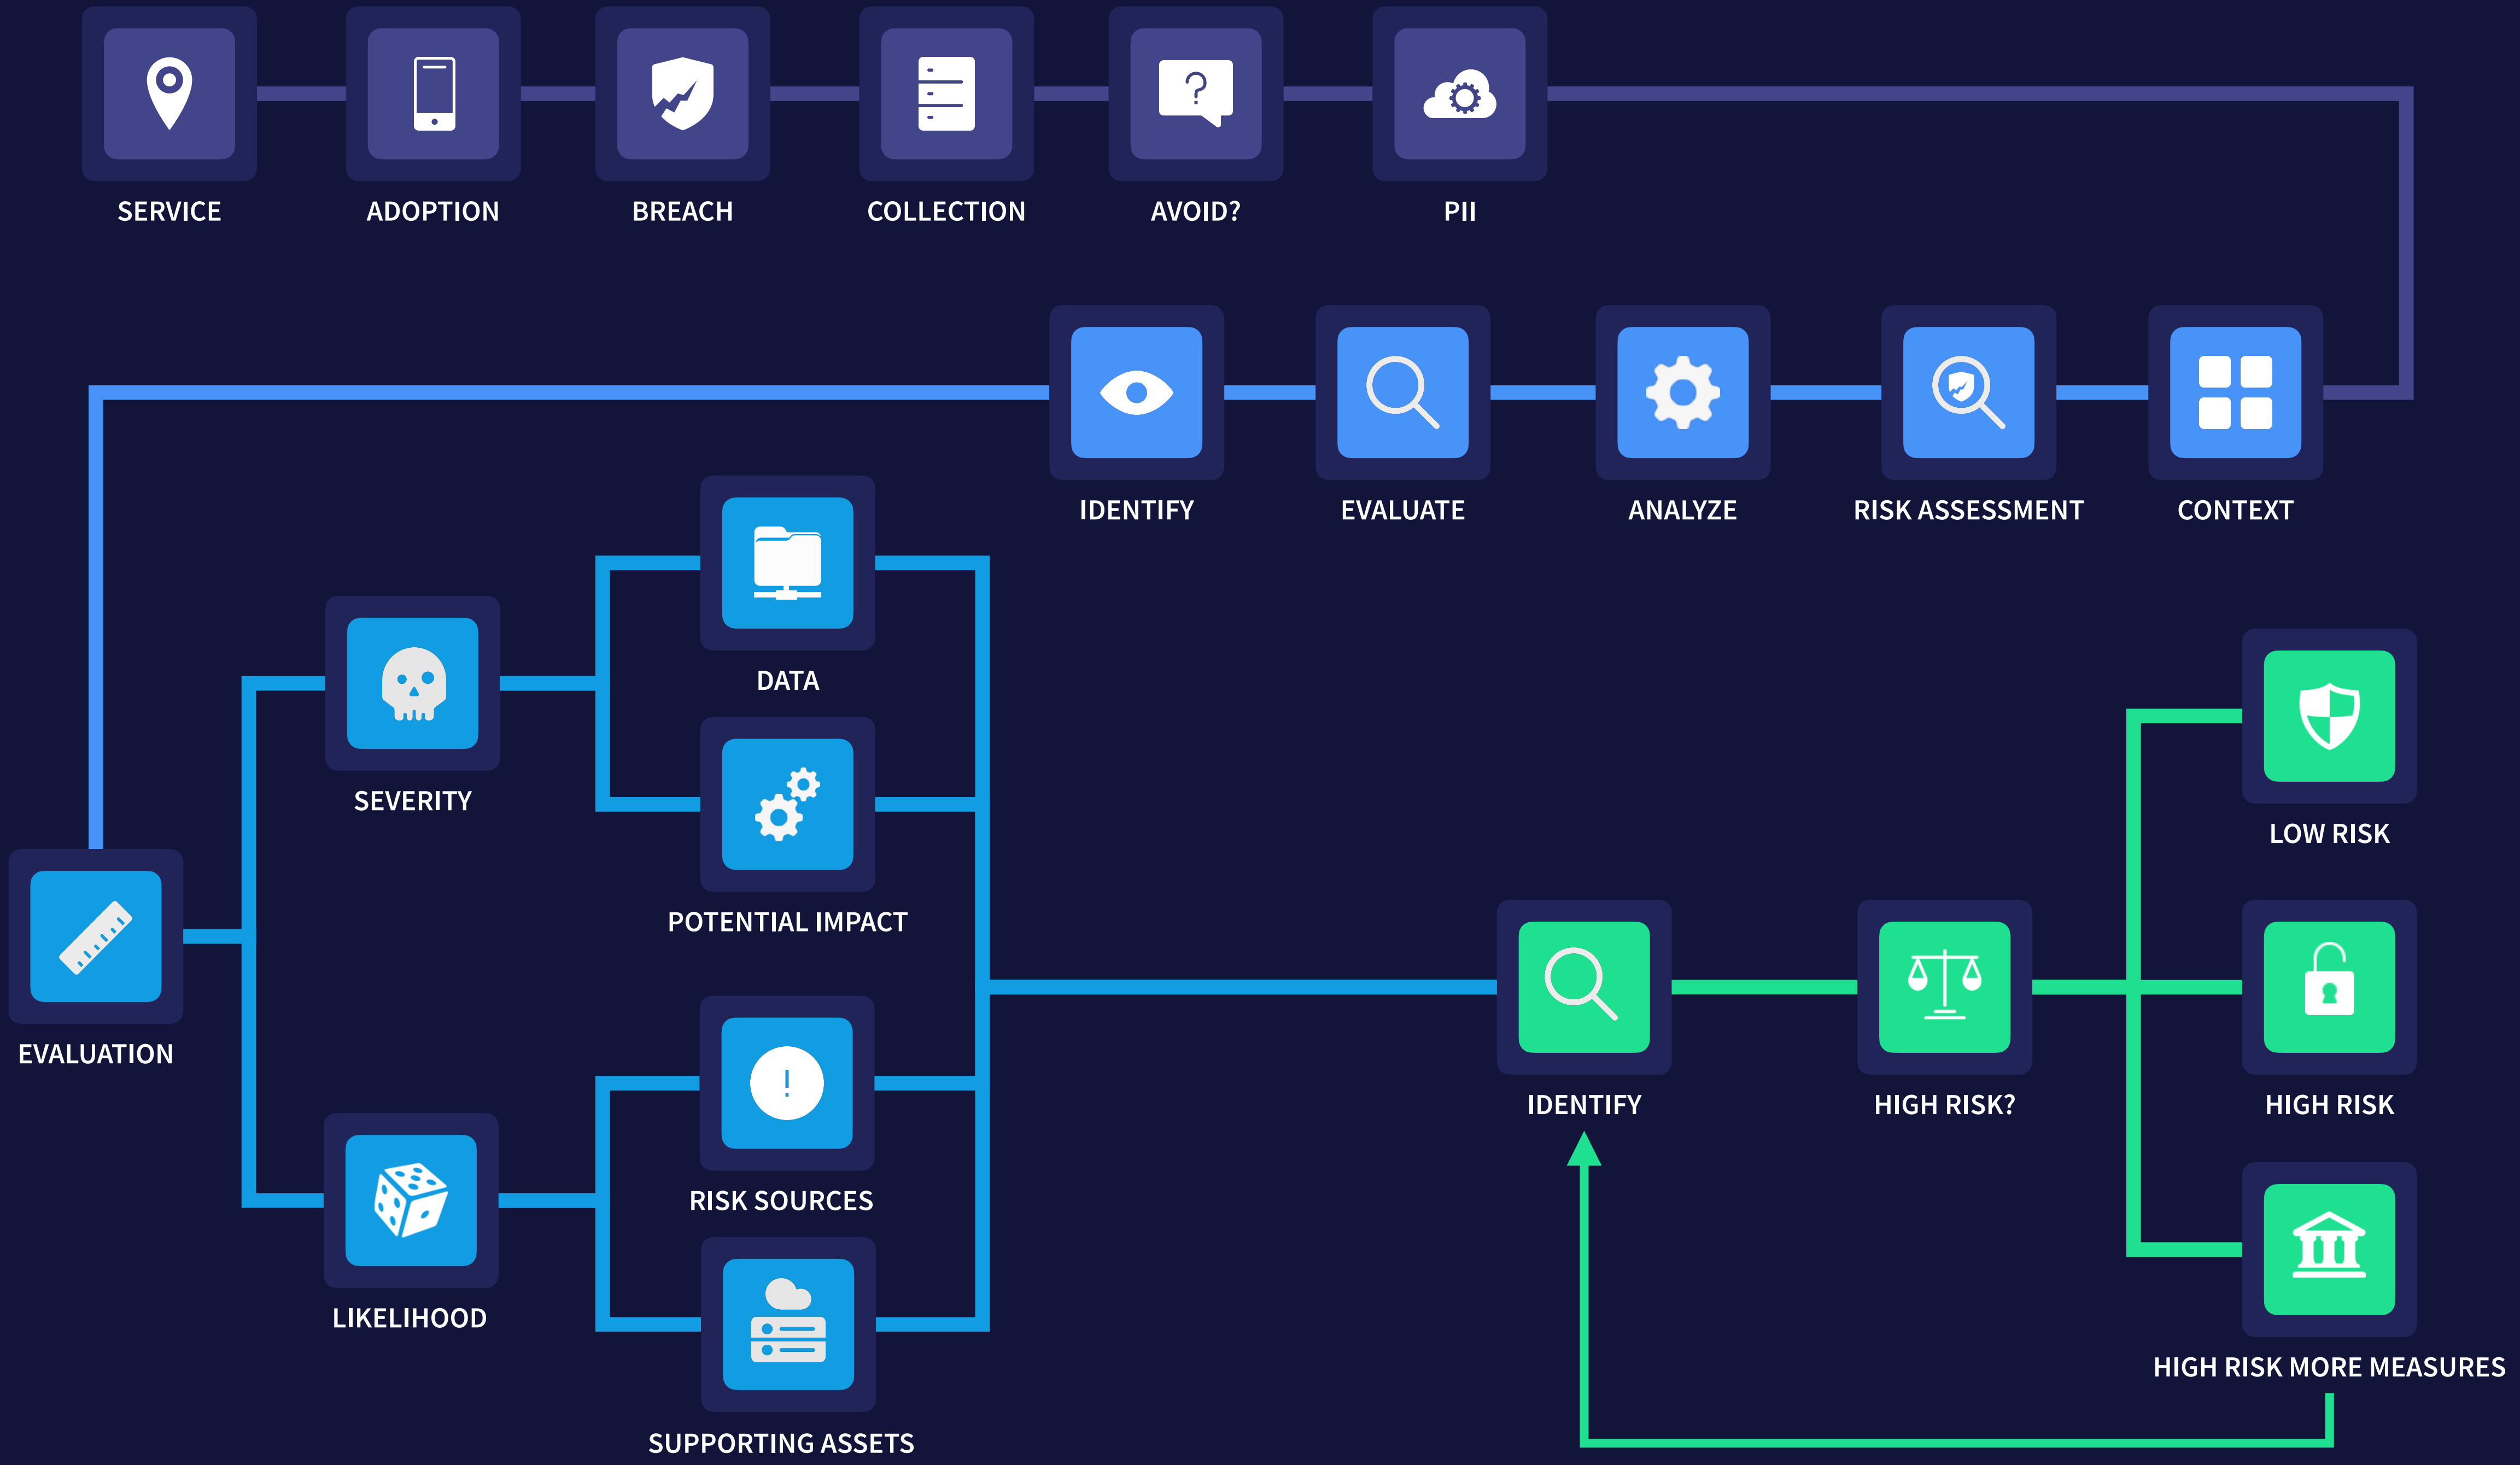 SERVICE
ADOPTION
BREACH
COLLECTION
AVOID?
PII
IDENTIFY
EVALUATE
ANALYZE
RISK ASSESSMENT
CONTEXT
DATA
SEVERITY
POTENTIAL IMPACT
EVALUATION
RISK SOURCES
LIKELIHOOD
SUPPORTING ASSETS
LOW RISK
IDENTIFY
HIGH RISK?
HIGH RISK
HIGH RISK MORE MEASURES